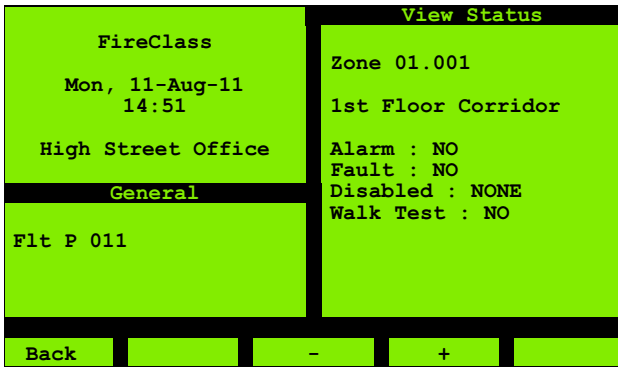 FireClass
Mon, 11-Aug-11
14:51
High Street Office
General
Flt P 011
View Status
Zone 01.001
1st Floor Corridor
Alarm : NO
Fault : NO
Disabled : NONE
Walk Test : NO
Back - +